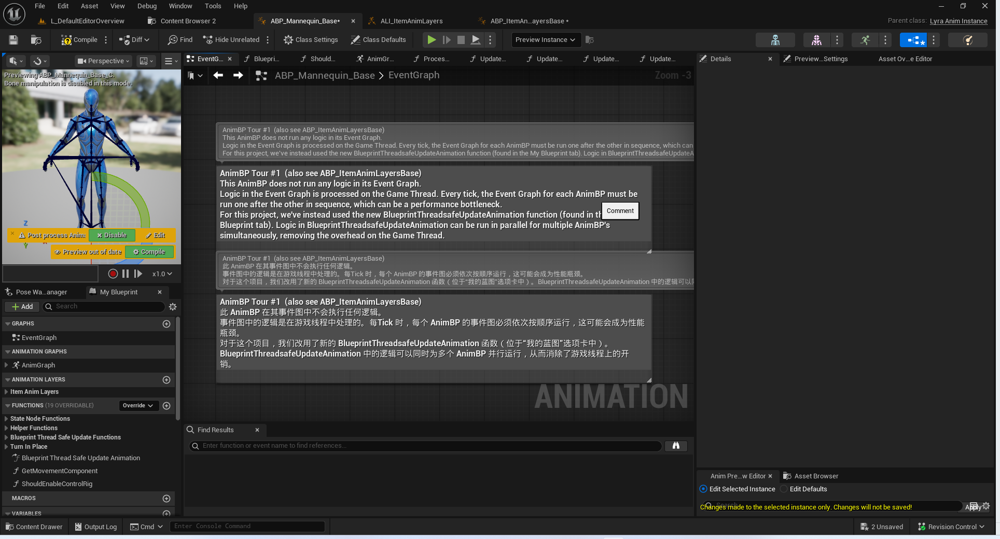 File Edit Asset View Debug Window Tools Help
L_DefaultEditorOverview Content Browser 2 ABP_Mannequin_Base* ALI_ItemAnimLayers ABP_ItemAn...ayersBase *
Parent class: Lyra Anim Instance
Compile Diff Find Hide Unrelated Class Settings Class Defaults Preview Instance
Perspective
Previewing ABP_Mannequin_Base_C.
Bone manipulation is disabled in this mode.
Z
Y
Post process Anima
Disable
Edit
Preview out of date
Compile
x1.0
Pose Wa...anager My Blueprint
Add Search
GRAPHS
EventGraph
ANIMATION GRAPHS
AnimGraph
ANIMATION LAYERS
Item Anim Layers
FUNCTIONS (19 OVERRIDABLE) Override
State Node Functions
Helper Functions
Blueprint Thread Safe Update Functions
Turn In Place
Blueprint Thread Safe Update Animation
GetMovementComponent
ShouldEnableControlRig
MACROS
VARIABLES
EventG... Bluepri... Should... AnimGr... Proces... Update... Update... Update... Update...
ABP_Mannequin_Base > EventGraph
Zoom -3
AnimBP Tour #1 (also see ABP_ItemAnimLayersBase)
This AnimBP does not run any logic in its Event Graph.
Logic in the Event Graph is processed on the Game Thread. Every tick, the Event Graph for each AnimBP must be run one after the other in sequence, which can
For this project, we've instead used the new BlueprintThreadsafeUpdateAnimation function (found in the My Blueprint tab). Logic in BlueprintThreadsafeUpdateA
AnimBP Tour #1 (also see ABP_ItemAnimLayersBase)
This AnimBP does not run any logic in its Event Graph.
Logic in the Event Graph is processed on the Game Thread. Every tick, the Event Graph for each AnimBP must be
run one after the other in sequence, which can be a performance bottleneck.
For this project, we've instead used the new BlueprintThreadsafeUpdateAnimation function (found in th
Comment
Blueprint tab). Logic in BlueprintThreadsafeUpdateAnimation can be run in parallel for multiple AnimBP's
simultaneously, removing the overhead on the Game Thread.
AnimBP Tour #1 (also see ABP_ItemAnimLayersBase)
此 AnimBP 在其事件图中不会执行任何逻辑。
事件图中的逻辑是在游戏线程中处理的。每Tick 时，每个 AnimBP 的事件图必须依次按顺序运行，这可能会成为性能瓶颈。
对于这个项目，我们改用了新的 BlueprintThreadsafeUpdateAnimation 函数（位于“我的蓝图”选项卡中）。BlueprintThreadsafeUpdateAnimation 中的逻辑可以同
AnimBP Tour #1 (also see ABP_ItemAnimLayersBase)
此 AnimBP 在其事件图中不会执行任何逻辑。
事件图中的逻辑是在游戏线程中处理的。每Tick 时，每个 AnimBP 的事件图必须依次按顺序运行，这可能会成为性能
瓶颈。
对于这个项目，我们改用了新的 BlueprintThreadsafeUpdateAnimation 函数（位于“我的蓝图”选项卡中）。
BlueprintThreadsafeUpdateAnimation 中的逻辑可以同时为多个 AnimBP 并行运行，从而消除了游戏线程上的开
销。
ANIMATION
Find Results
Enter function or event name to find references...
Details Preview...Settings Asset Ov...e Editor
Anim Pre...w Editor Asset Browser
Edit Selected Instance Edit Defaults
Search
Changes made to the selected instance only. Changes will not be saved!
Apply
Content Drawer Output Log Cmd Enter Console Command 2 Unsaved Revision Control